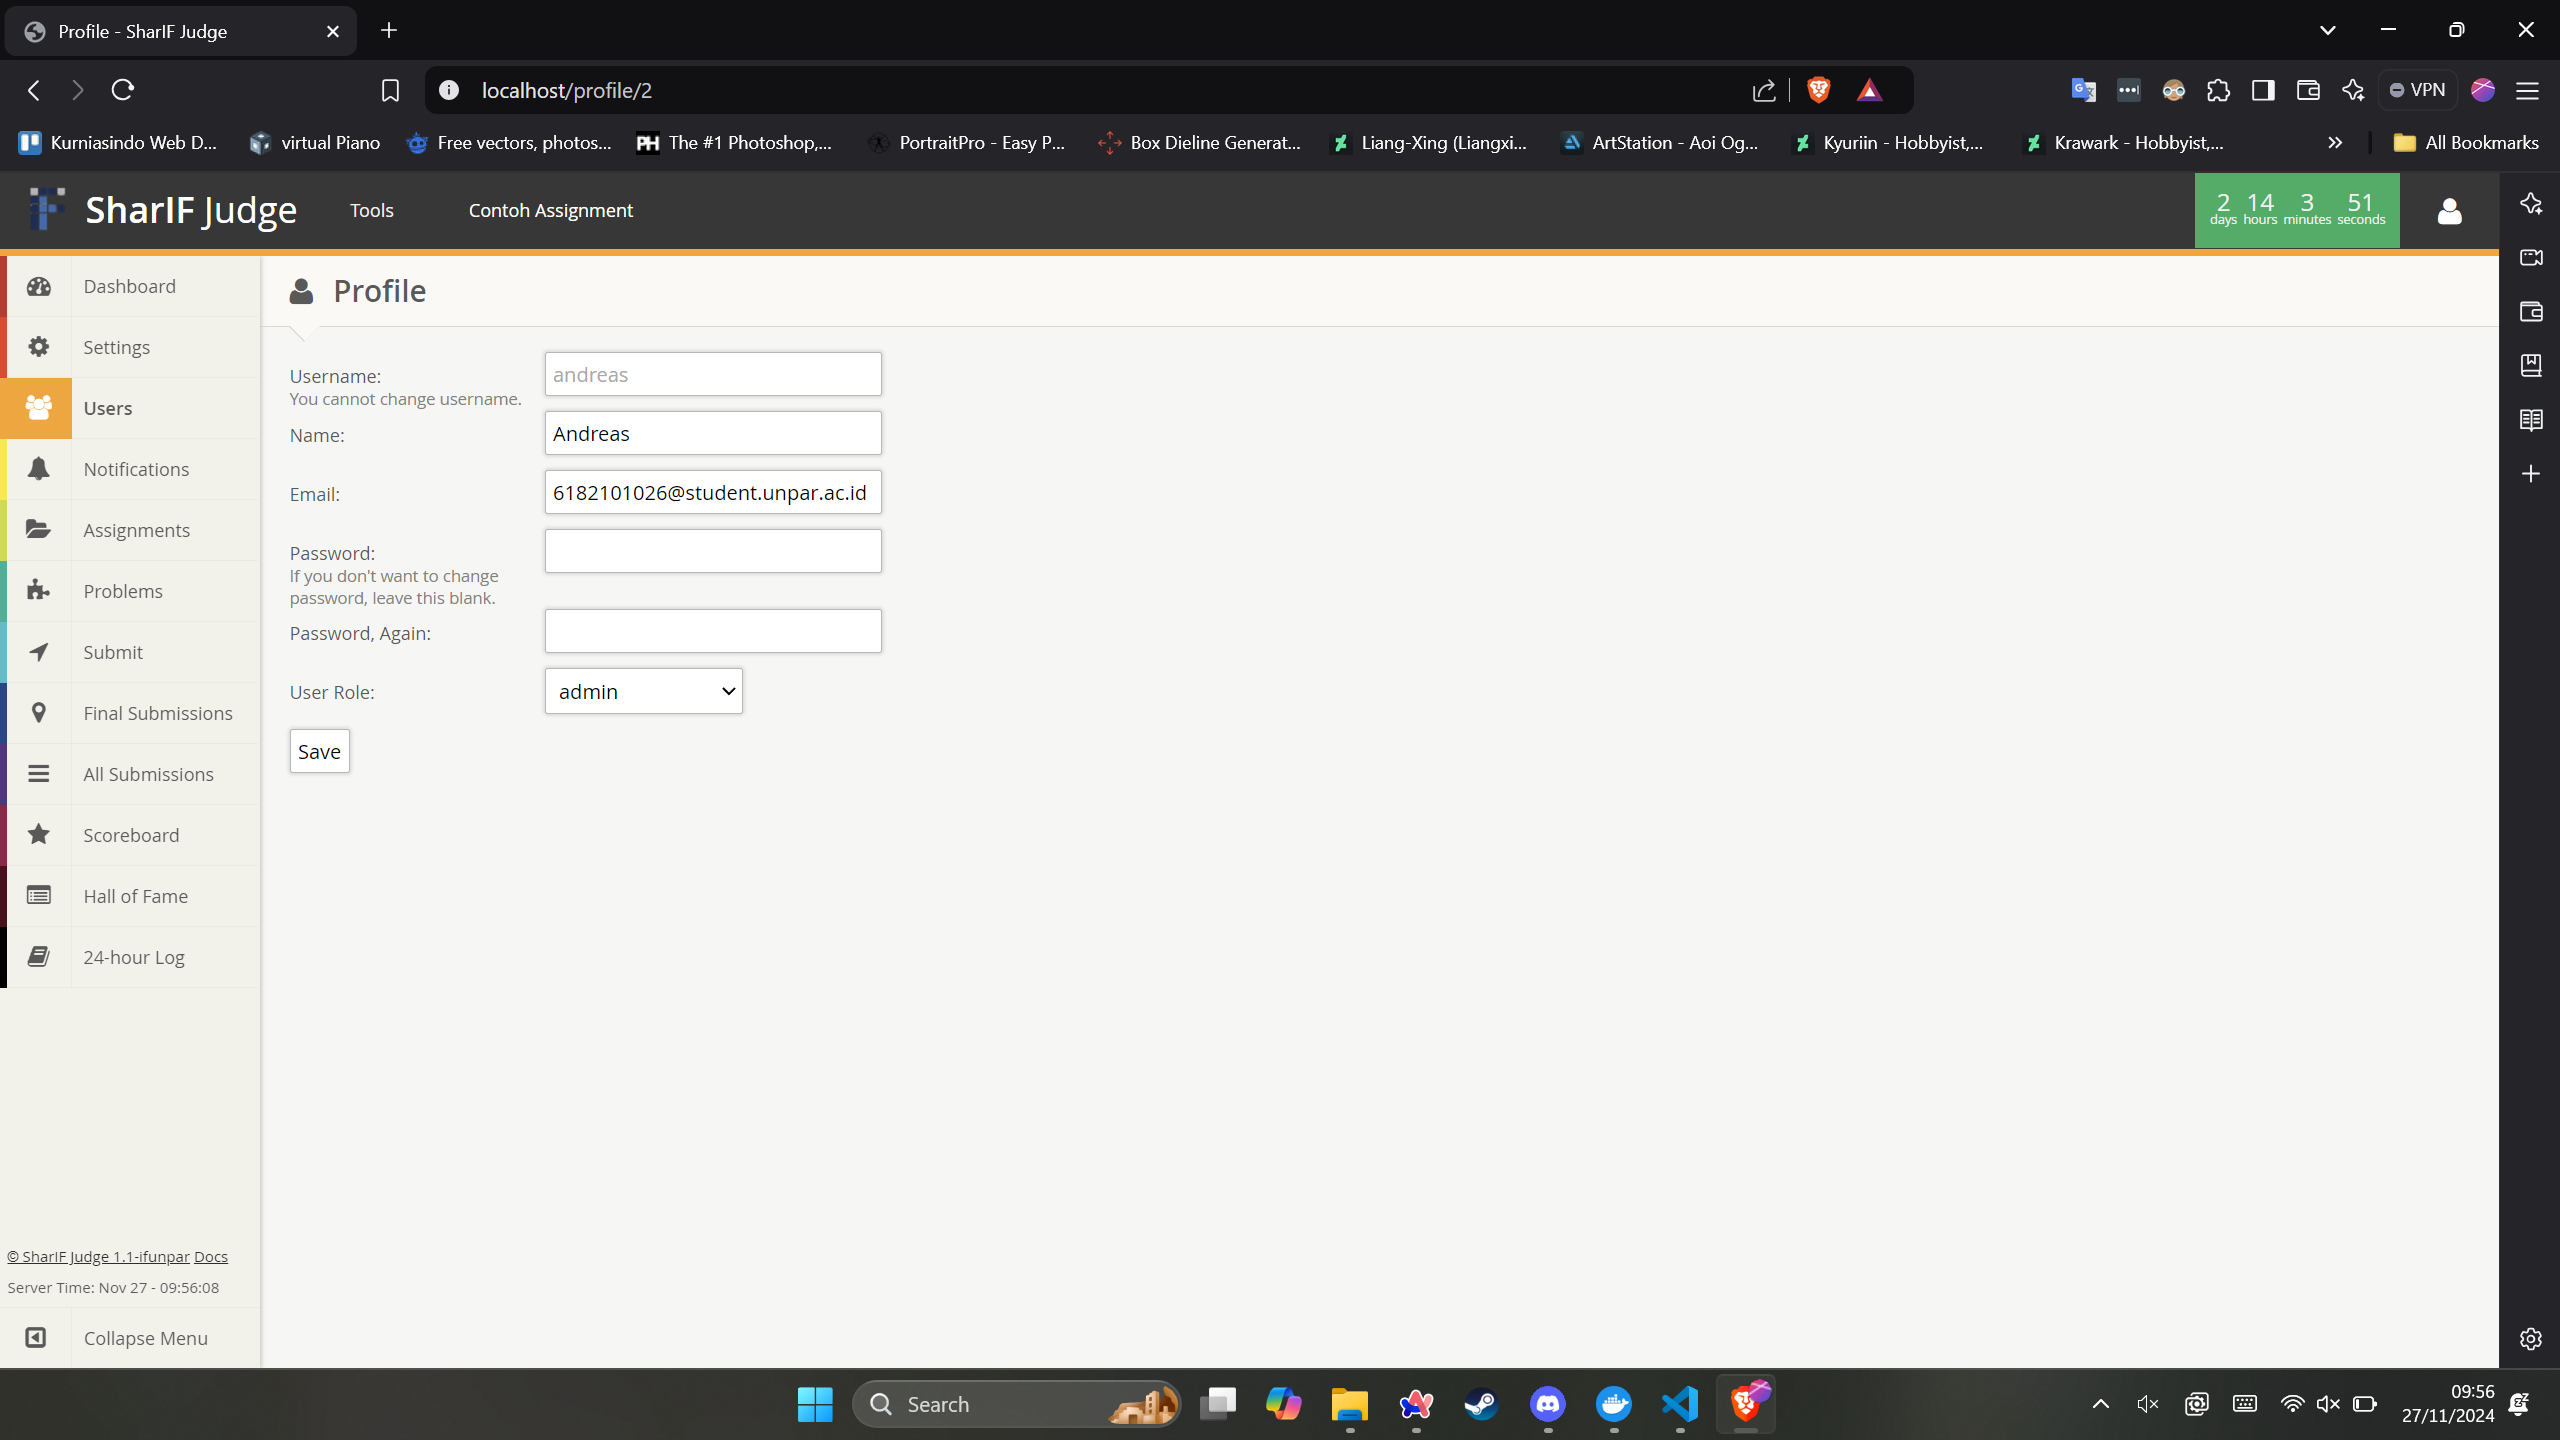 Profile - SharIF Judge
localhost/profile/2
VPN
Kurniasindo Web D...
virtual Piano
Free vectors, photos...
PH The #1 Photoshop,...
PortraitPro - Easy P...
Box Dieline Generat...
Liang-Xing (Liangxi...
ArtStation - Aoi Og...
Kyuriin - Hobbyist,...
Krawark - Hobbyist,...
All Bookmarks
SharIF Judge
Tools
Contoh Assignment
2 14 3 51
days hours minutes seconds
Dashboard
Settings
Users
Notifications
Assignments
Problems
Submit
Final Submissions
All Submissions
Scoreboard
Hall of Fame
24-hour Log
© SharIF Judge 1.1-ifunpar Docs
Server Time: Nov 27 - 09:56:08
Collapse Menu
Profile
Username:
You cannot change username.
andreas
Name:
Andreas
Email:
6182101026@student.unpar.ac.id
Password:
If you don't want to change
password, leave this blank.
Password, Again:
User Role:
admin
Save
Search
09:56
27/11/2024